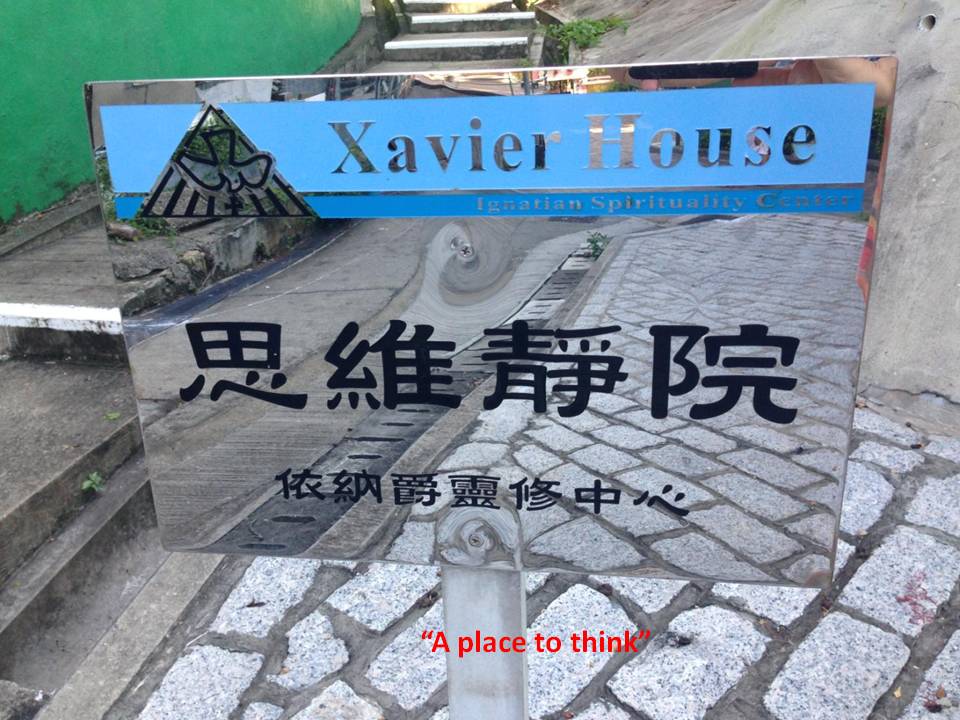 Xavier House
Ignatian Spirituality Center
思維靜院
依納爵靈修中心
“A place to think”